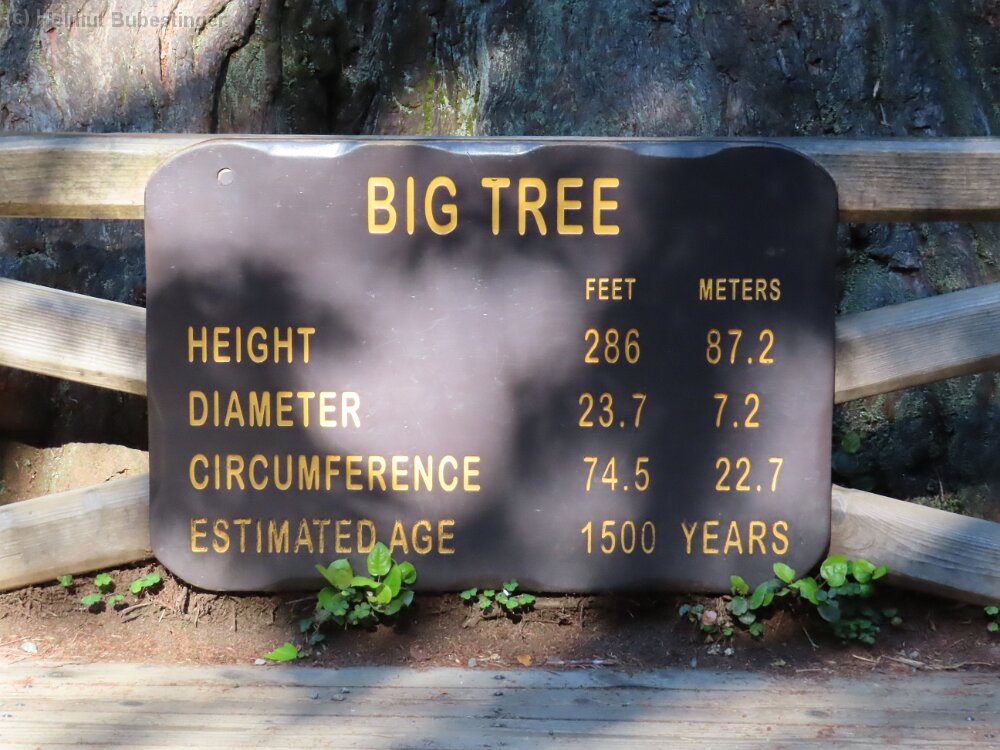 (c) Helmut Bubestinger
BIG TREE
FEET METERS
HEIGHT 286 87.2
DIAMETER 23.7 7.2
CIRCUMFERENCE 74.5 22.7
ESTIMATED AGE 1500 YEARS